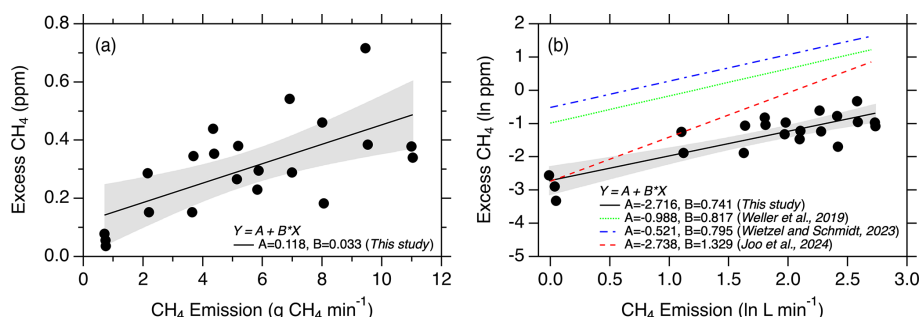 (a)
Excess CH₄ (ppm)
0.8
0.6
0.4
0.2
0.0
Y = A + B*X
A=0.118, B=0.033 (This study)
0 2 4 6 8 10 12
CH₄ Emission (g CH₄ min⁻¹)
(b)
Excess CH₄ (ln ppm)
2
1
0
-1
-2
-3
-4
-5
Y = A + B*X
A=-2.716, B=0.741 (This study)
A=-0.988, B=0.817 (Weller et al., 2019)
A=-0.521, B=0.795 (Wietzel and Schmidt, 2023)
A=-2.738, B=1.329 (Joo et al., 2024)
0.0 0.5 1.0 1.5 2.0 2.5 3.0
CH₄ Emission (ln L min⁻¹)